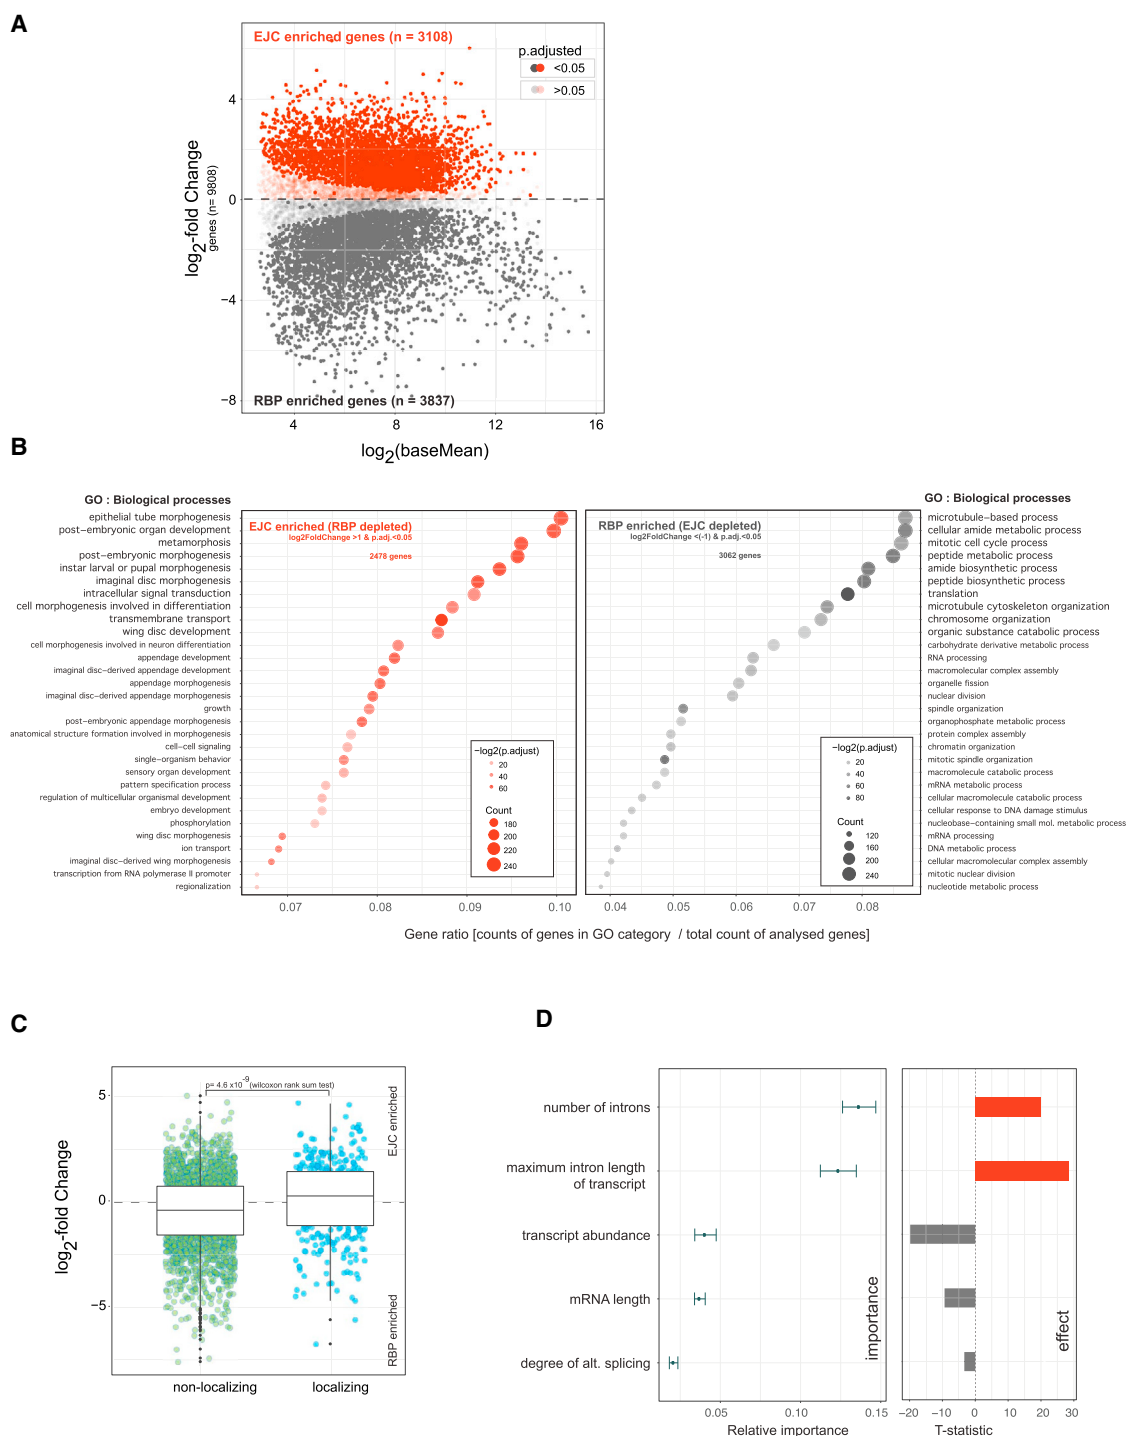 A
EJC enriched genes (n = 3108)
p.adjusted
<0.05
>0.05
4
0
−4
−8
log2-fold Change
genes (n= 9808)
RBP enriched genes (n = 3837)
4
8
12
16
log2(baseMean)
B
GO : Biological processes
epithelial tube morphogenesis
post−embryonic organ development
metamorphosis
post−embryonic morphogenesis
instar larval or pupal morphogenesis
imaginal disc morphogenesis
intracellular signal transduction
cell morphogenesis involved in differentiation
transmembrane transport
wing disc development
cell morphogenesis involved in neuron differentiation
appendage development
imaginal disc−derived appendage development
appendage morphogenesis
imaginal disc−derived appendage morphogenesis
growth
post−embryonic appendage morphogenesis
anatomical structure formation involved in morphogenesis
cell−cell signaling
single−organism behavior
sensory organ development
pattern specification process
regulation of multicellular organismal development
embryo development
phosphorylation
wing disc morphogenesis
ion transport
imaginal disc−derived wing morphogenesis
transcription from RNA polymerase II promoter
regionalization
EJC enriched (RBP depleted)
log2FoldChange >1 & p.adj.<0.05
2478 genes
−log2(p.adjust)
20
40
60
Count
180
200
220
240
0.07
0.08
0.09
0.10
RBP enriched (EJC depleted)
log2FoldChange <(-1) & p.adj.<0.05
3062 genes
−log2(p.adjust)
20
40
60
80
Count
120
160
200
240
0.04
0.05
0.06
0.07
0.08
GO : Biological processes
microtubule−based process
cellular amide metabolic process
mitotic cell cycle process
peptide metabolic process
amide biosynthetic process
peptide biosynthetic process
translation
microtubule cytoskeleton organization
chromosome organization
organic substance catabolic process
carbohydrate derivative metabolic process
RNA processing
macromolecular complex assembly
organelle fission
nuclear division
spindle organization
organophosphate metabolic process
protein complex assembly
chromatin organization
mitotic spindle organization
macromolecule catabolic process
mRNA metabolic process
cellular macromolecule catabolic process
cellular response to DNA damage stimulus
nucleobase−containing small mol. metabolic process
mRNA processing
DNA metabolic process
cellular macromolecular complex assembly
mitotic nuclear division
nucleotide metabolic process
Gene ratio [counts of genes in GO category / total count of analysed genes]
C
p= 4.6 x10-9 (wilcoxon rank sum test)
5
0
−5
log2-fold Change
EJC enriched
RBP enriched
non-localizing
localizing
D
number of introns
maximum intron length
of transcript
transcript abundance
mRNA length
degree of alt. splicing
importance
effect
0.05
0.10
0.15
Relative importance
−20
−10
0
10
20
30
T-statistic